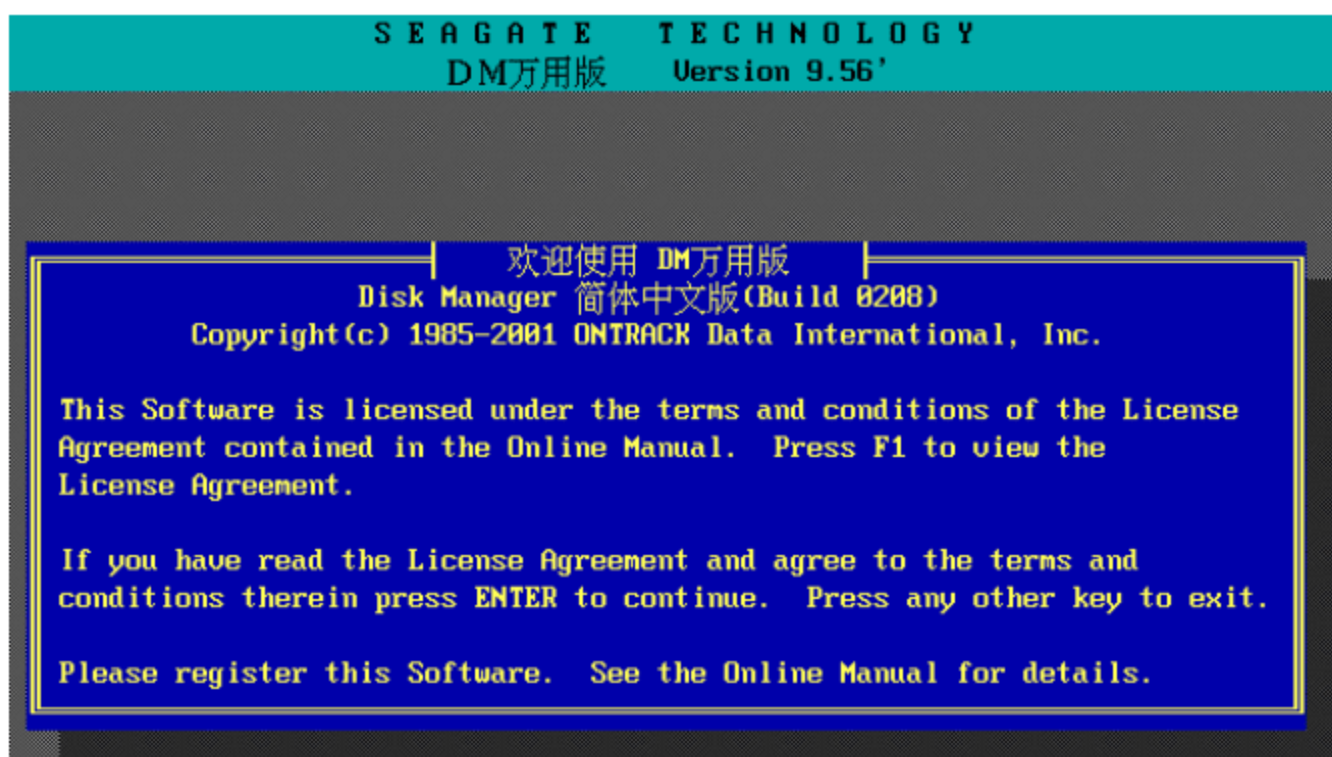 SEAGATE TECHNOLOGY
DM万用版 Version 9.56'
欢迎使用 DM万用版
Disk Manager 简体中文版(Build 0208)
Copyright(c) 1985-2001 ONTRACK Data International, Inc.
This Software is licensed under the terms and conditions of the License
Agreement contained in the Online Manual. Press F1 to view the
License Agreement.
If you have read the License Agreement and agree to the terms and
conditions therein press ENTER to continue. Press any other key to exit.
Please register this Software. See the Online Manual for details.